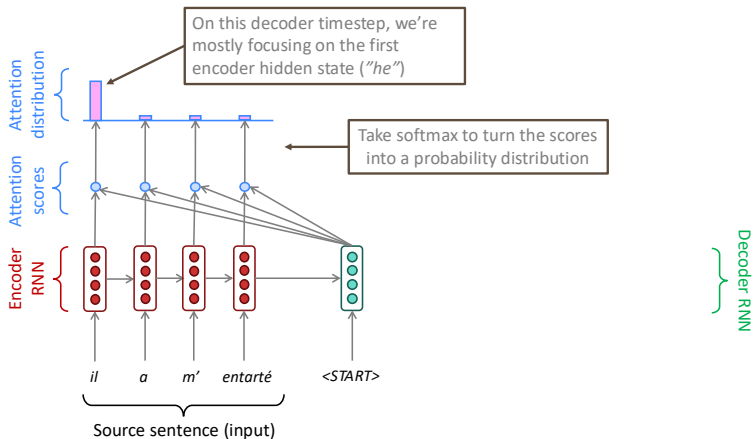 On this decoder timestep, we’re
mostly focusing on the first
encoder hidden state (”he”)
Attention
distribution
Take softmax to turn the scores
into a probability distribution
Attention
scores
Encoder
RNN
Decoder RNN
il a m’ entarté <START>
Source sentence (input)